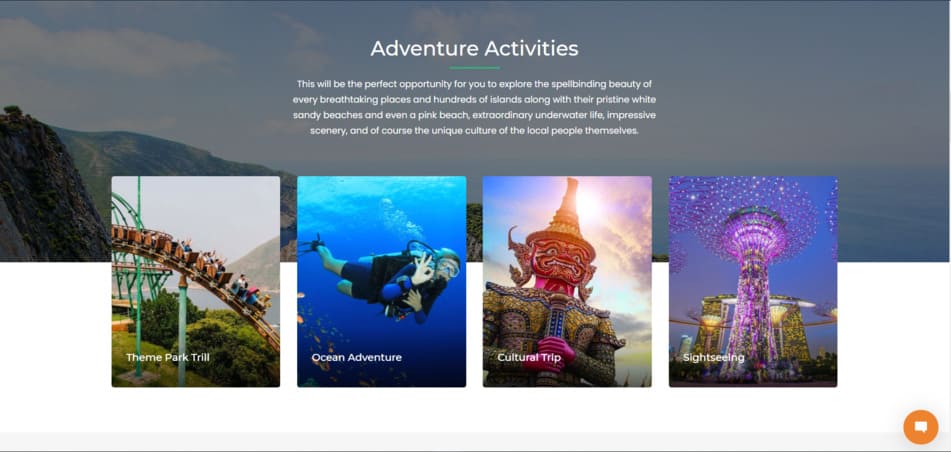 Adventure Activities
This will be the perfect opportunity for you to explore the spellbinding beauty of
every breathtaking places and hundreds of islands along with their pristine white
sandy beaches and even a pink beach, extraordinary underwater life, impressive
scenery, and of course the unique culture of the local people themselves.
Theme Park Trill
Ocean Adventure
Cultural Trip
Sightseeing